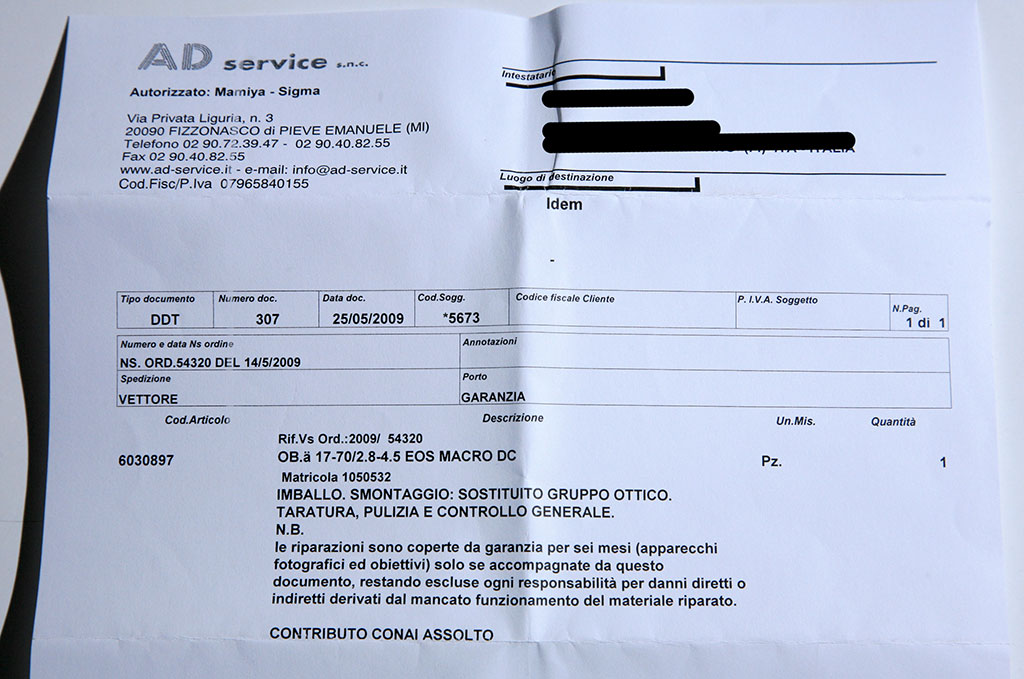 AD service s.n.c.
Autorizzato: Mamiya - Sigma
Via Privata Liguria, n. 3
20090 FIZZONASCO di PIEVE EMANUELE (MI)
Telefono 02 90.72.39.47 - 02 90.40.82.55
Fax 02 90.40.82.55
www.ad-service.it - e-mail: info@ad-service.it
Cod.Fisc/P.Iva 07965840155
Intestatario
ITALIA
Luogo di destinazione
Idem
-
Tipo documento Numero doc. Data doc. Cod.Sogg. Codice fiscale Cliente P. I.V.A. Soggetto N.Pag.
DDT 307 25/05/2009 *5673 1 di 1
Numero e data Ns ordine Annotazioni
NS. ORD.54320 DEL 14/5/2009
Spedizione Porto
VETTORE GARANZIA
Cod.Articolo Descrizione Un.Mis. Quantità
Rif.Vs Ord.:2009/ 54320
6030897 OB.ä 17-70/2.8-4.5 EOS MACRO DC Pz. 1
Matricola 1050532
IMBALLO. SMONTAGGIO: SOSTITUITO GRUPPO OTTICO.
TARATURA, PULIZIA E CONTROLLO GENERALE.
N.B.
le riparazioni sono coperte da garanzia per sei mesi (apparecchi
fotografici ed obiettivi) solo se accompagnate da questo
documento, restando escluse ogni responsabilità per danni diretti o
indiretti derivati dal mancato funzionamento del materiale riparato.
CONTRIBUTO CONAI ASSOLTO